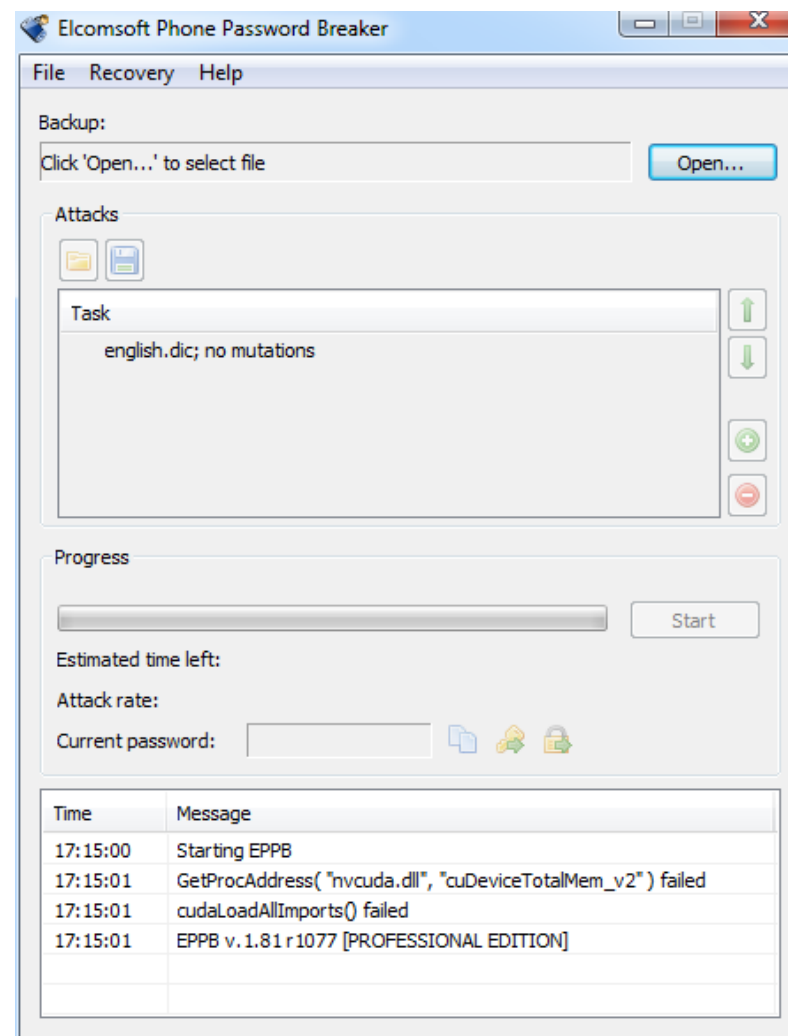 Elcomsoft Phone Password Breaker
File Recovery Help
Backup:
Click 'Open...' to select file Open...
Attacks
Task
english.dic; no mutations
Progress
Start
Estimated time left:
Attack rate:
Current password:
Time Message
17:15:00 Starting EPPB
17:15:01 GetProcAddress( "nvcuda.dll", "cuDeviceTotalMem_v2" ) failed
17:15:01 cudaLoadAllImports() failed
17:15:01 EPPB v.1.81 r1077 [PROFESSIONAL EDITION]